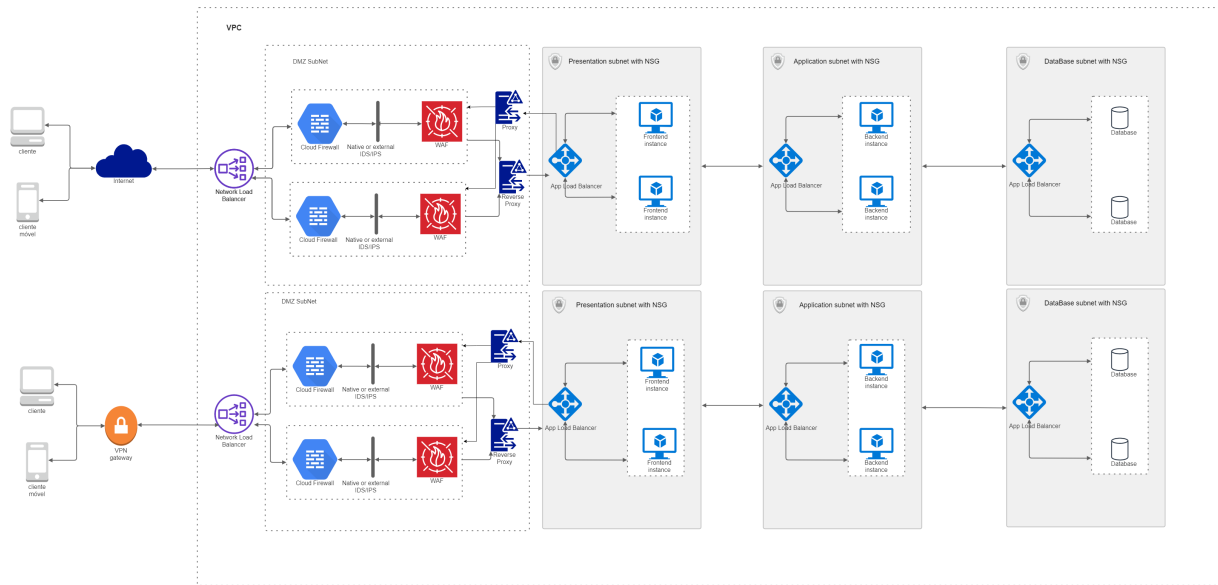 VPC
DMZ SubNet
Presentation subnet with NSG
Application subnet with NSG
DataBase subnet with NSG
cliente
cliente
móvel
Internet
Network Load
Balancer
Cloud Firewall
Native or external
IDS/IPS
WAF
Proxy
Cloud Firewall
Native or external
IDS/IPS
WAF
Reverse
Proxy
App Load Balancer
Frontend
instance
Frontend
instance
App Load Balancer
Backend
instance
Backend
instance
App Load Balancer
Database
Database
DMZ SubNet
Presentation subnet with NSG
Application subnet with NSG
DataBase subnet with NSG
cliente
cliente
móvel
VPN
gateway
Network Load
Balancer
Cloud Firewall
Native or external
IDS/IPS
WAF
Proxy
Cloud Firewall
Native or external
IDS/IPS
WAF
Reverse
Proxy
App Load Balancer
Frontend
instance
Frontend
instance
App Load Balancer
Backend
instance
Backend
instance
App Load Balancer
Database
Database